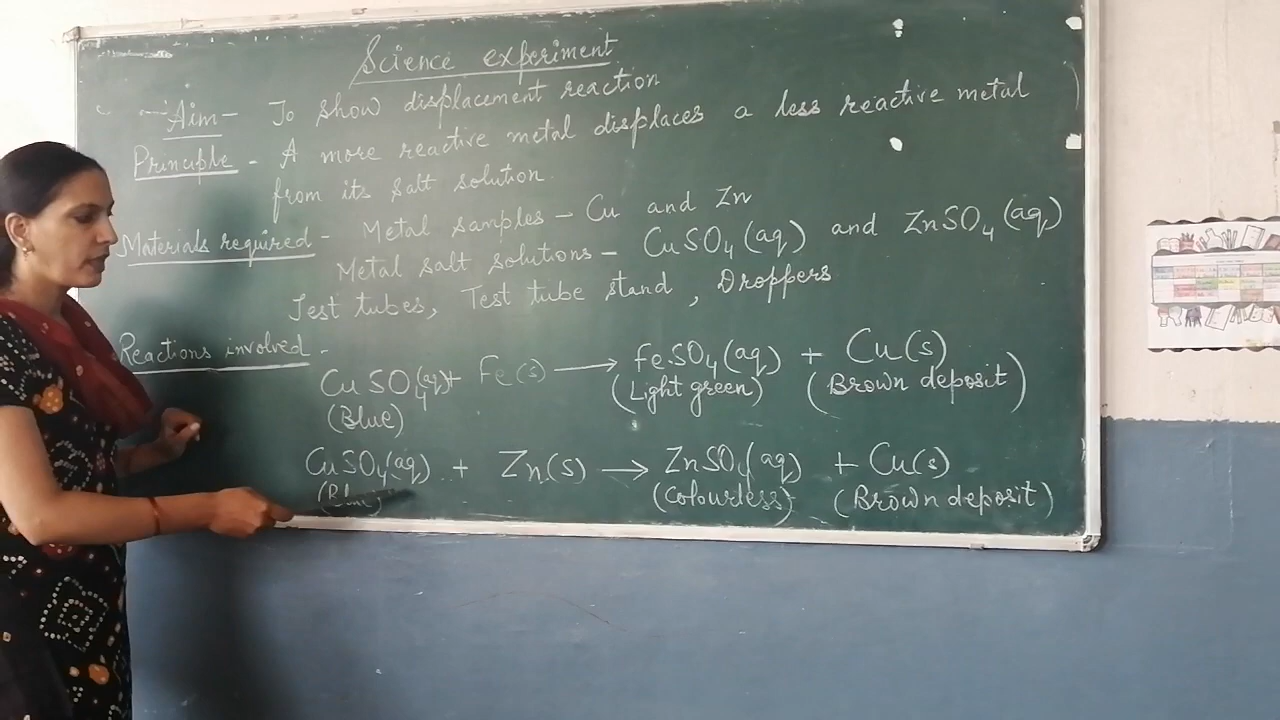 Science experiment
Aim - To show displacement reaction
Principle - A more reactive metal displaces a less reactive metal
from its salt solution.
Materials required - Metal samples - Cu and Zn
Metal salt solutions - CuSO4 (aq) and ZnSO4 (aq)
Test tubes, Test tube stand, Droppers
Reactions involved -
CuSO4(aq) + Fe(s) ⟶ FeSO4(aq) + Cu(s)
(Blue) (Light green) (Brown deposit)
CuSO4(aq) + Zn(s) ⟶ ZnSO4(aq) + Cu(s)
(Blue) (Colourless) (Brown deposit)